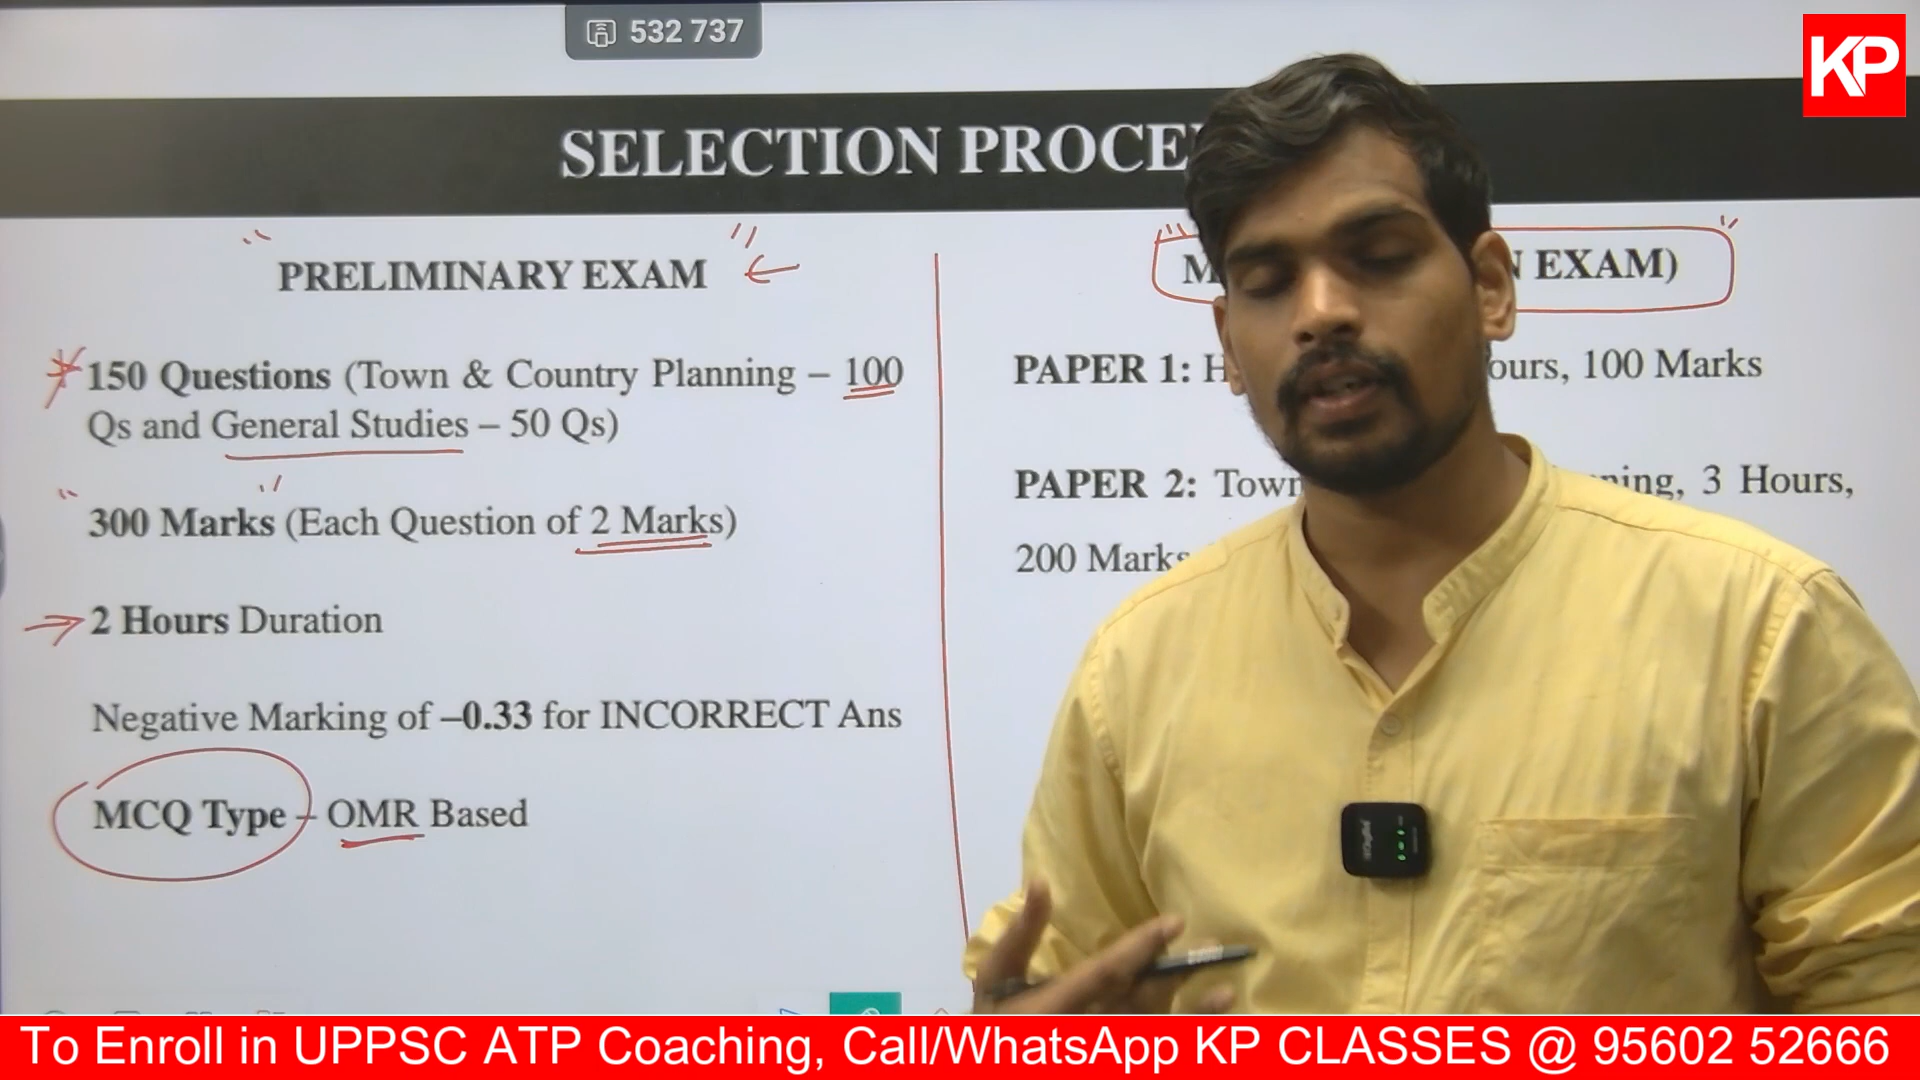 532 737
KP
SELECTION PROCE
PRELIMINARY EXAM
150 Questions (Town & Country Planning – 100
Qs and General Studies – 50 Qs)
300 Marks (Each Question of 2 Marks)
2 Hours Duration
Negative Marking of –0.33 for INCORRECT Ans
MCQ Type – OMR Based
EXAM)
PAPER 1: H ours, 100 Marks
PAPER 2: Town ning, 3 Hours,
200 Marks
To Enroll in UPPSC ATP Coaching, Call/WhatsApp KP CLASSES @ 95602 52666